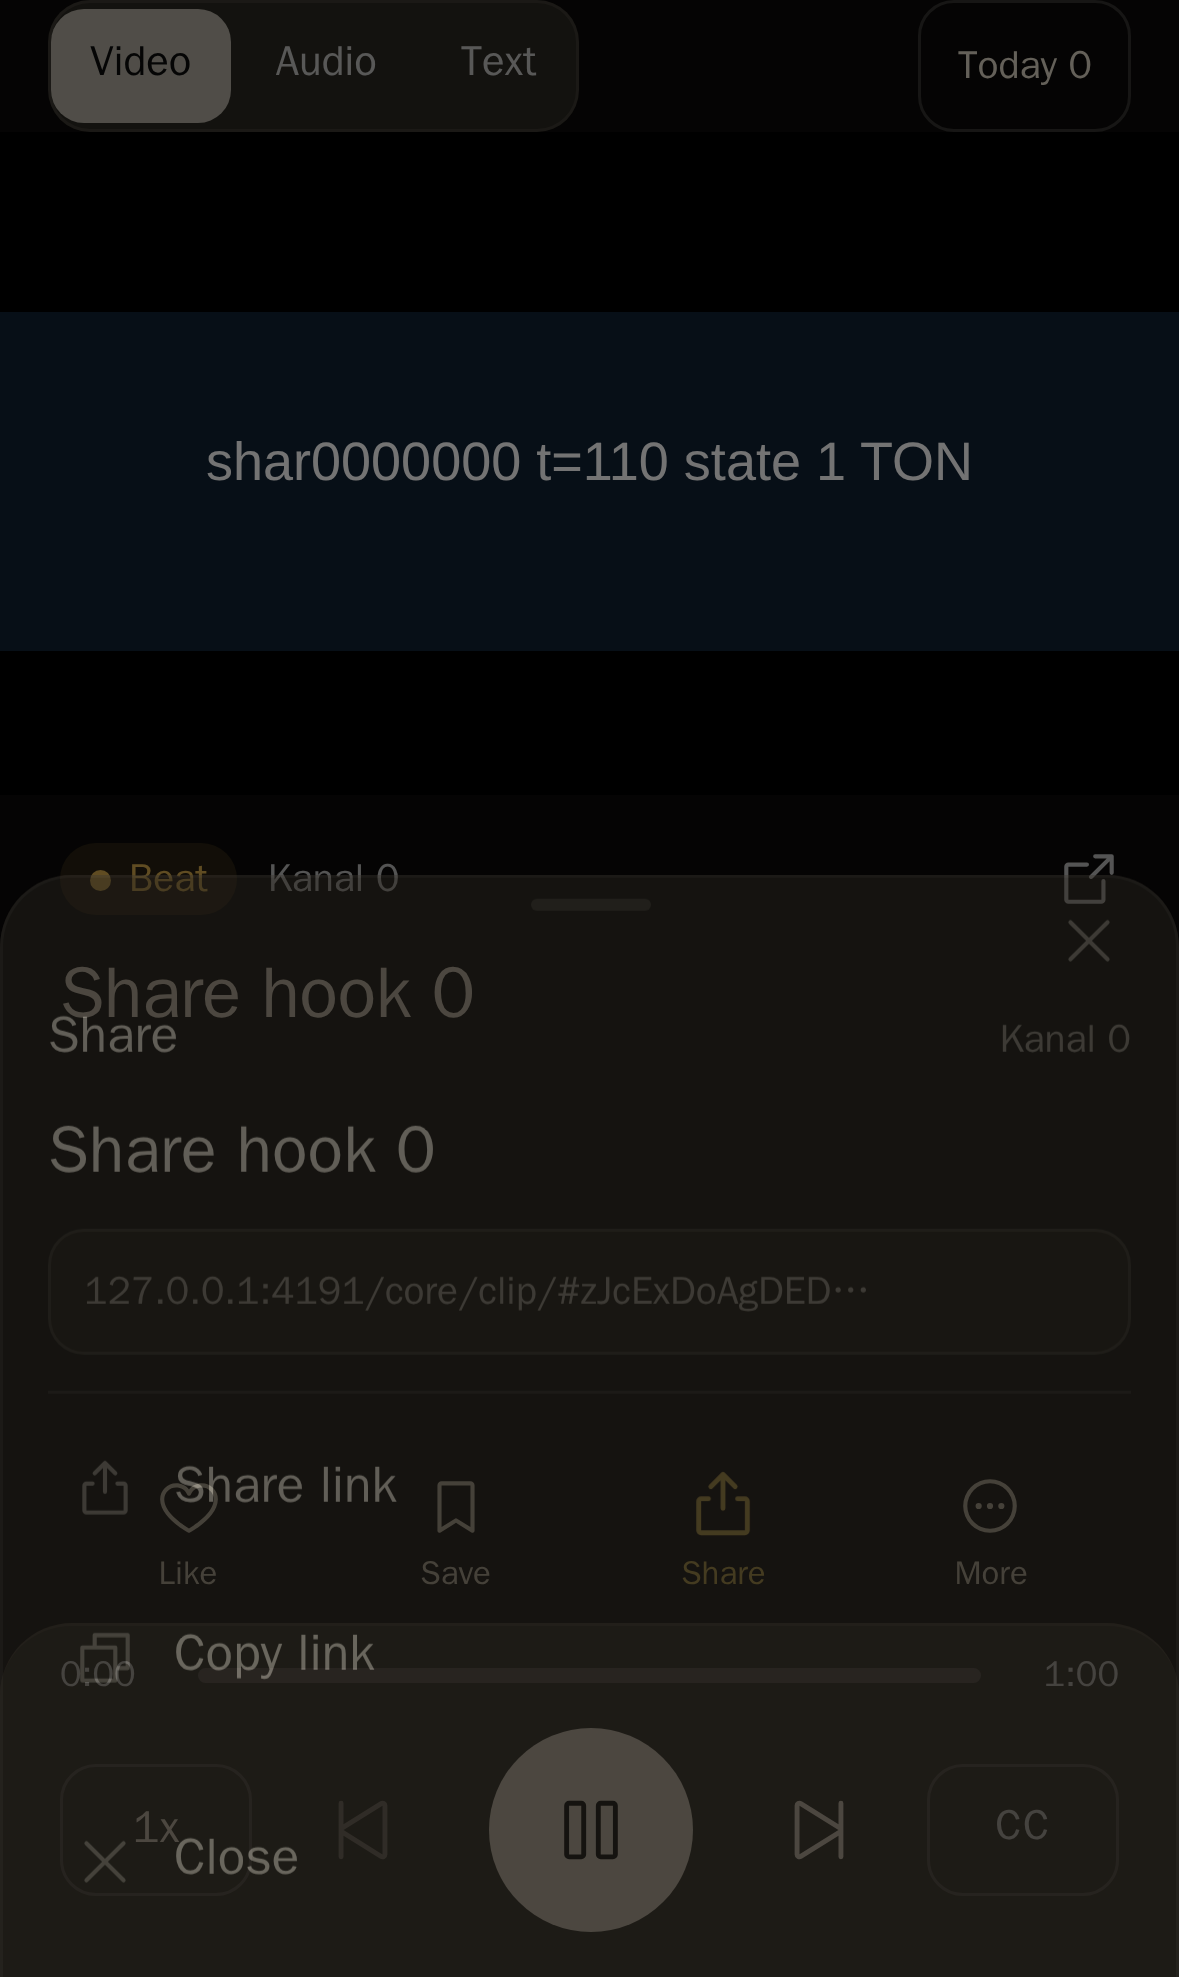 Video Audio Text Today 0
shar0000000 t=110 state 1 TON
Beat Kanal 0
Share hook 0
Share Kanal 0
Share hook 0
127.0.0.1:4191/core/clip/#zJcExDoAgDED…
Share link
Like Save Share More
Copy link
0:00 1:00
1x CC
Close